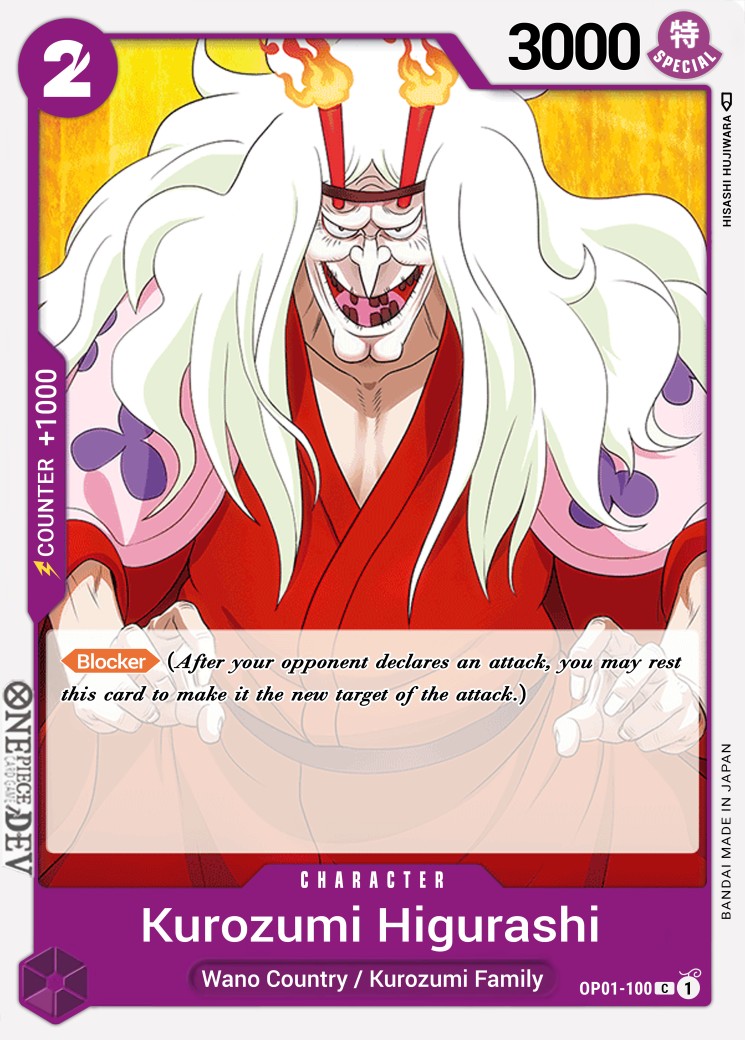 2
3000
特
SPECIAL
HISASHI HUJIWARA
COUNTER +1000
Blocker (After your opponent declares an attack, you may rest
this card to make it the new target of the attack.)
ONE PIECE
CARD GAME
DEV
BANDAI MADE IN JAPAN
CHARACTER
Kurozumi Higurashi
Wano Country / Kurozumi Family
OP01-100 C 1